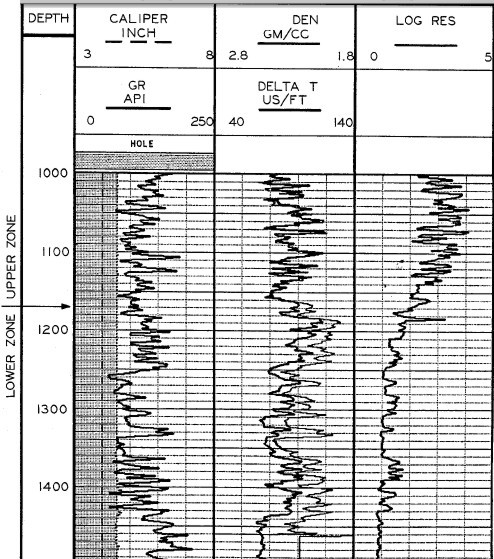 DEPTH
CALIPER
INCH
3 8
DEN
GM/CC
2.8 1.8
LOG RES
0 5
GR
API
0 250
DELTA T
US/FT
40 140
HOLE
1000
1100
1200
1300
1400
UPPER ZONE
LOWER ZONE